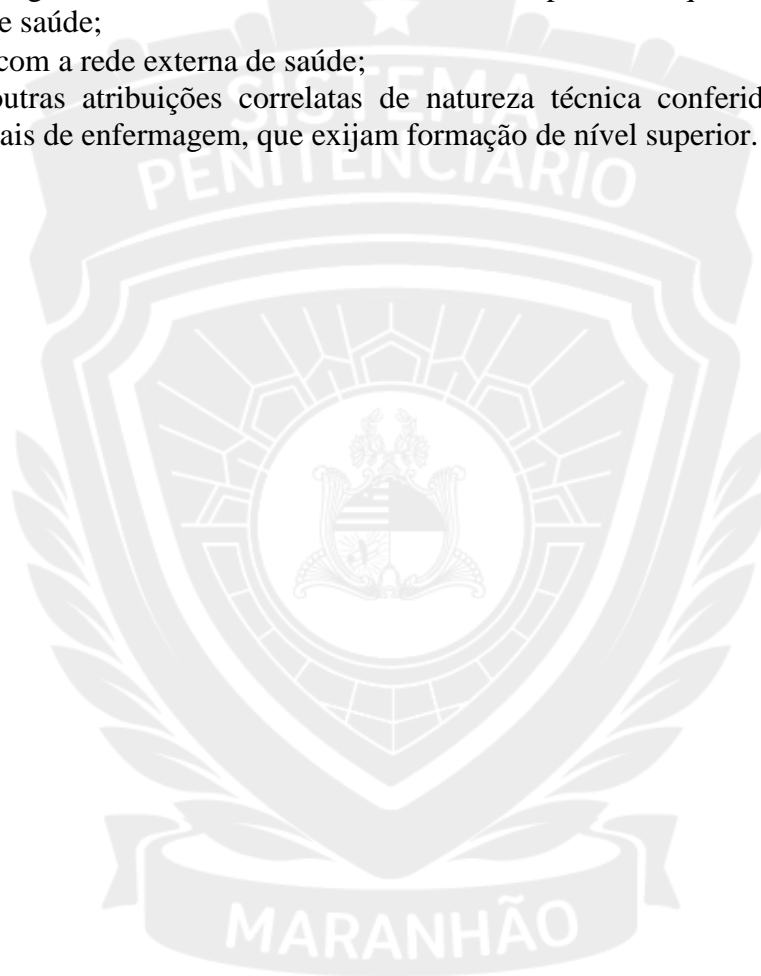 e saúde;
com a rede externa de saúde;
outras atribuições correlatas de natureza técnica
ais de enfermagem, que exijam formação de nível superior.
SISTEMA
PENITENCIÁRIO
MARANHÃO